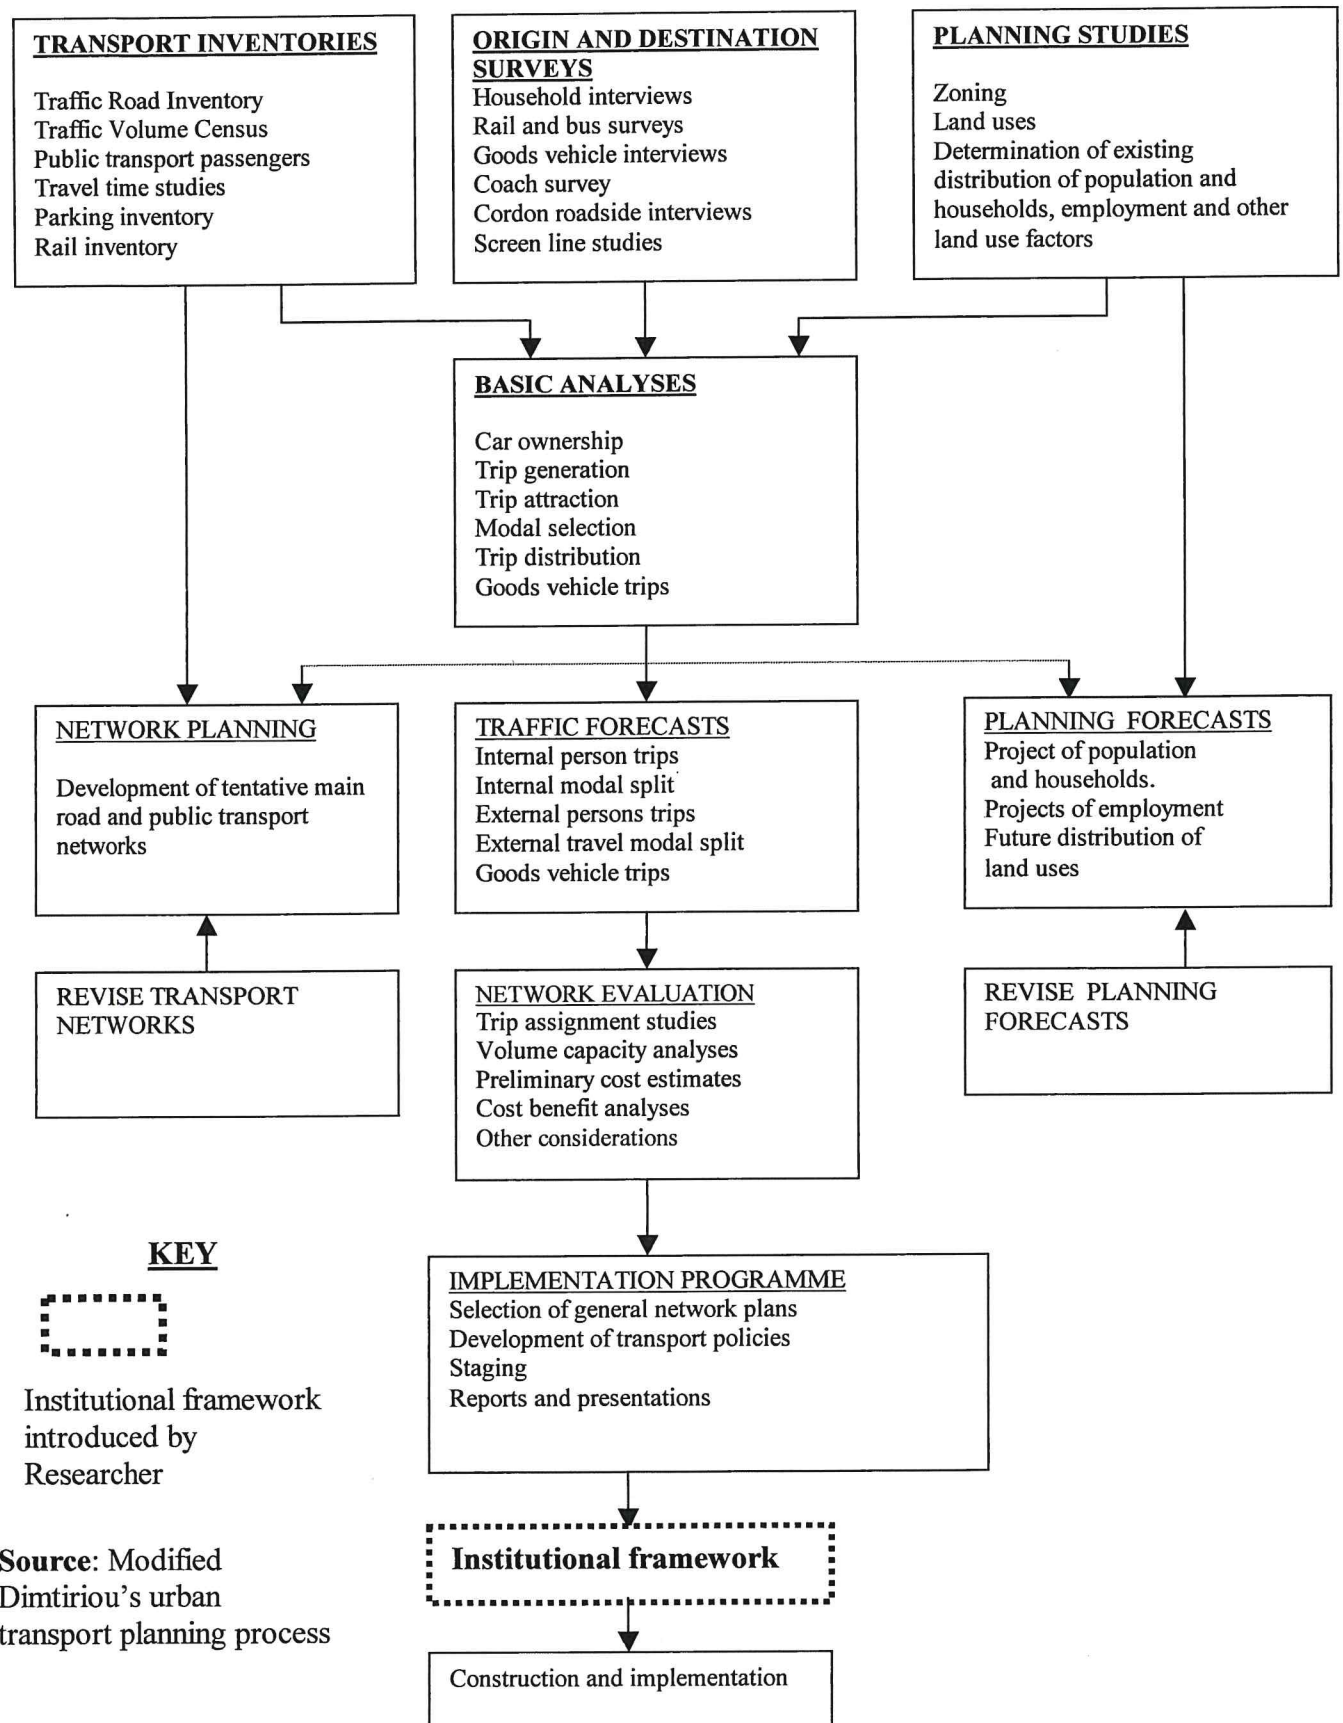 TRANSPORT INVENTORIES
Traffic Road Inventory
Traffic Volume Census
Public transport passengers
Travel time studies
Parking inventory
Rail inventory
ORIGIN AND DESTINATION
SURVEYS
Household interviews
Rail and bus surveys
Goods vehicle interviews
Coach survey
Cordon roadside interviews
Screen line studies
PLANNING STUDIES
Zoning
Land uses
Determination of existing
distribution of population and
households, employment and other
land use factors
BASIC ANALYSES
Car ownership
Trip generation
Trip attraction
Modal selection
Trip distribution
Goods vehicle trips
NETWORK PLANNING
Development of tentative main
road and public transport
networks
TRAFFIC FORECASTS
Internal person trips
Internal modal split
External persons trips
External travel modal split
Goods vehicle trips
PLANNING FORECASTS
Project of population
and households.
Projects of employment
Future distribution of
land uses
REVISE TRANSPORT
NETWORKS
NETWORK EVALUATION
Trip assignment studies
Volume capacity analyses
Preliminary cost estimates
Cost benefit analyses
Other considerations
REVISE PLANNING
FORECASTS
KEY
Institutional framework
introduced by
Researcher
Source: Modified
Dimtiriou's urban
transport planning process
IMPLEMENTATION PROGRAMME
Selection of general network plans
Development of transport policies
Staging
Reports and presentations
Institutional framework
Construction and implementation